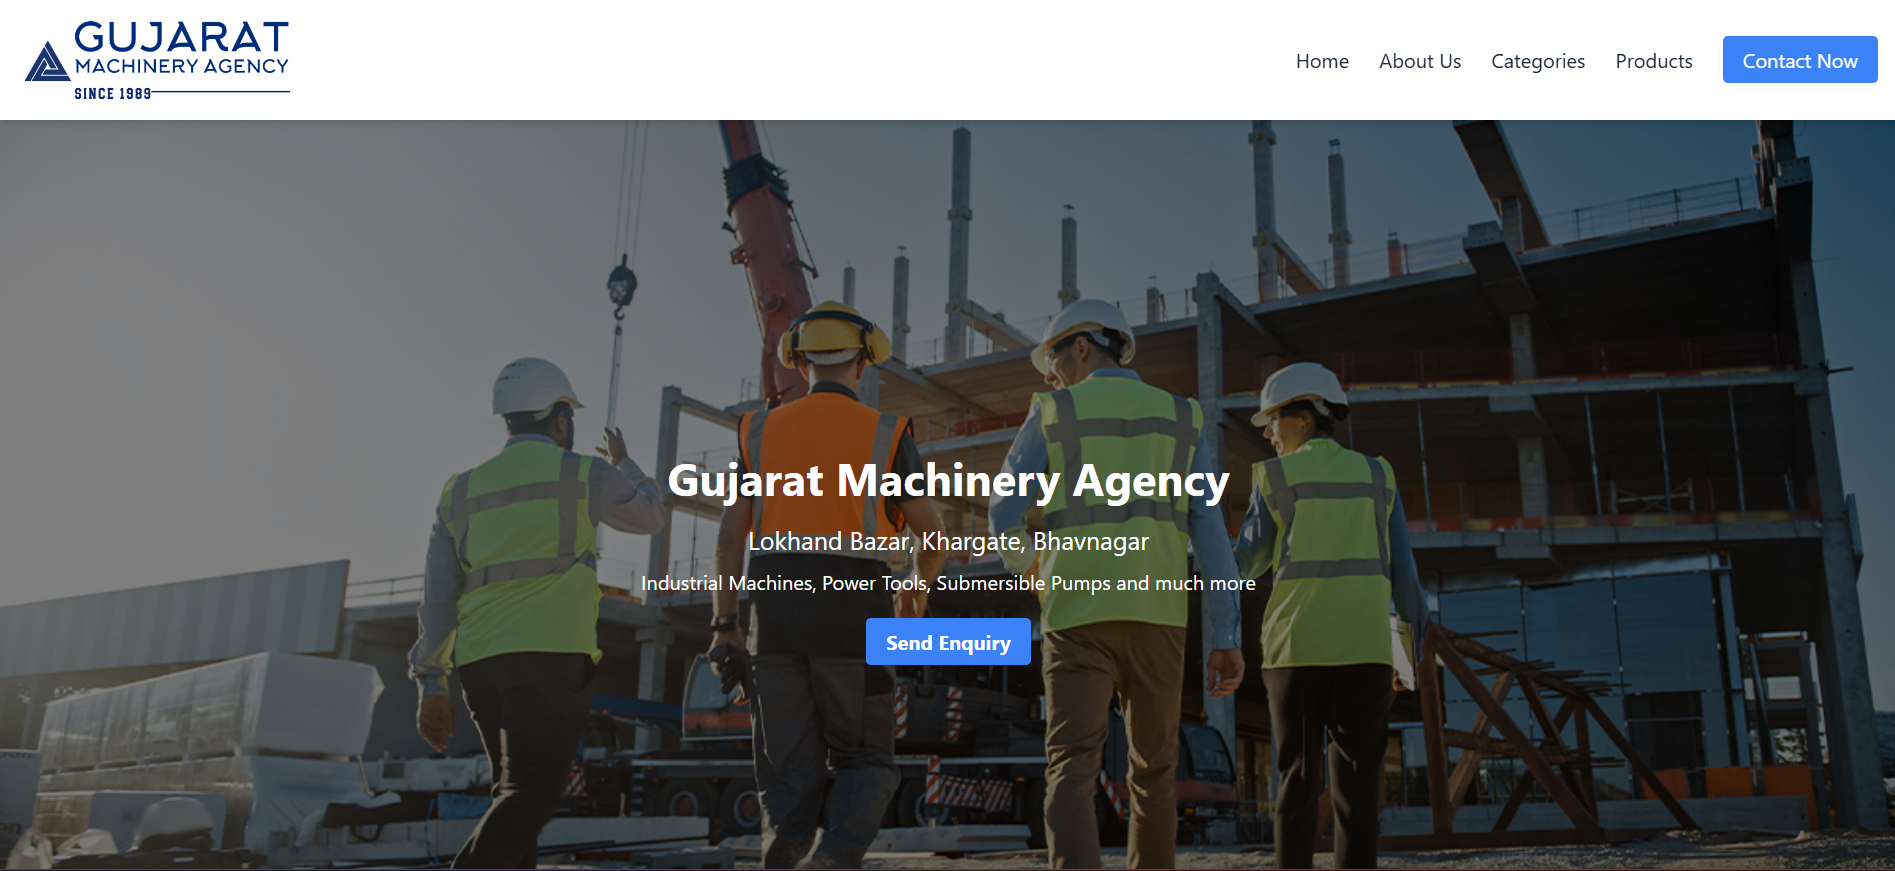 GUJARAT
MACHINERY AGENCY
SINCE 1989
Home About Us Categories Products Contact Now
Gujarat Machinery Agency
Lokhand Bazar, Khargate, Bhavnagar
Industrial Machines, Power Tools, Submersible Pumps and much more
Send Enquiry